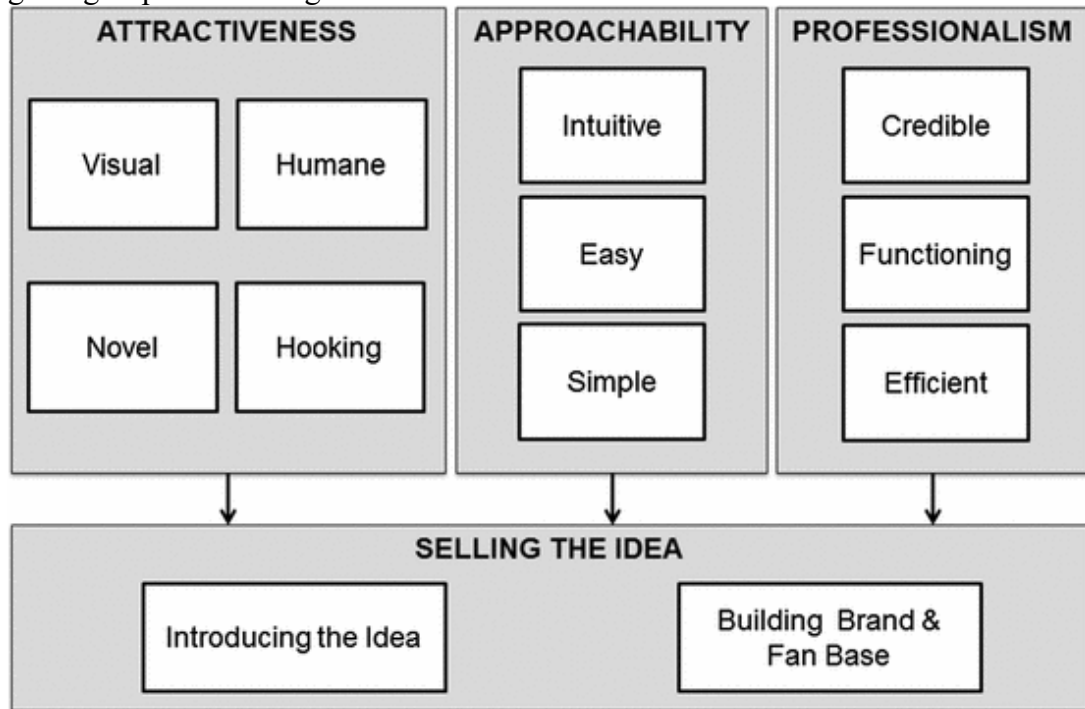 ATTRACTIVENESS
Visual
Humane
Novel
Hooking
APPROACHABILITY
Intuitive
Easy
Simple
PROFESSIONALISM
Credible
Functioning
Efficient
SELLING THE IDEA
Introducing the Idea
Building Brand &
Fan Base